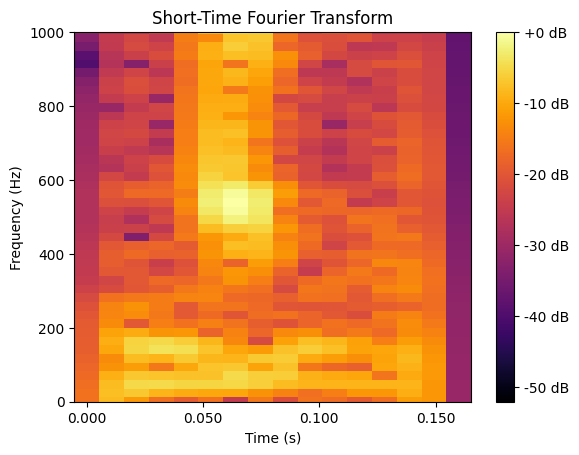 Short-Time Fourier Transform
1000
800
600
400
200
0
Frequency (Hz)
0.000
0.050
0.100
0.150
Time (s)
+0 dB
-10 dB
-20 dB
-30 dB
-40 dB
-50 dB